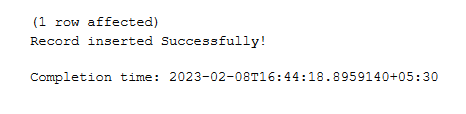 (1 row affected)
Record inserted Successfully!
Completion time: 2023-02-08T16:44:18.8959140+05:30